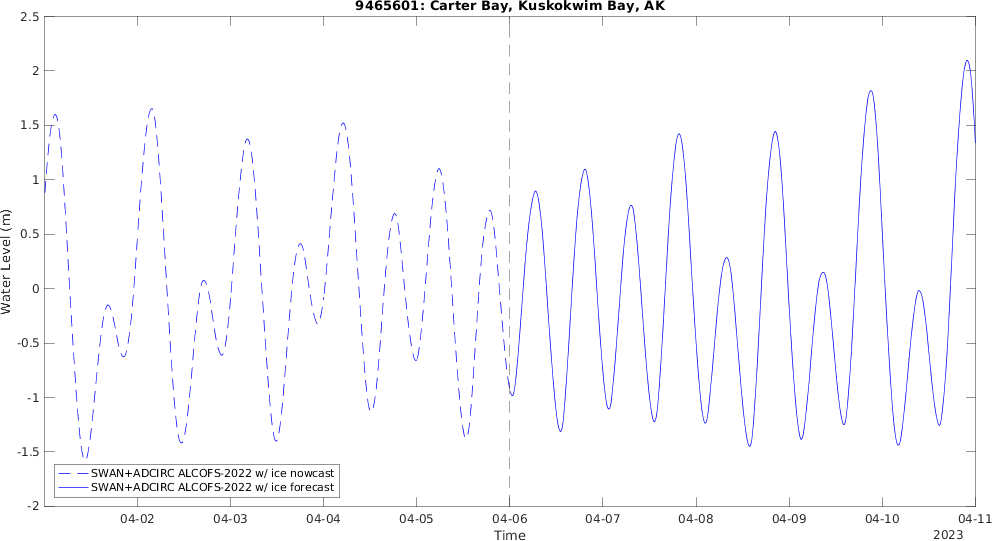 9465601: Carter Bay, Kuskokwim Bay, AK
2.5
2
1.5
1
0.5
0
-0.5
-1
-1.5
-2
Water Level (m)
SWAN+ADCIRC ALCOFS-2022 w/ ice nowcast
SWAN+ADCIRC ALCOFS-2022 w/ ice forecast
04-02 04-03 04-04 04-05 04-06 04-07 04-08 04-09 04-10 04-11
Time
2023